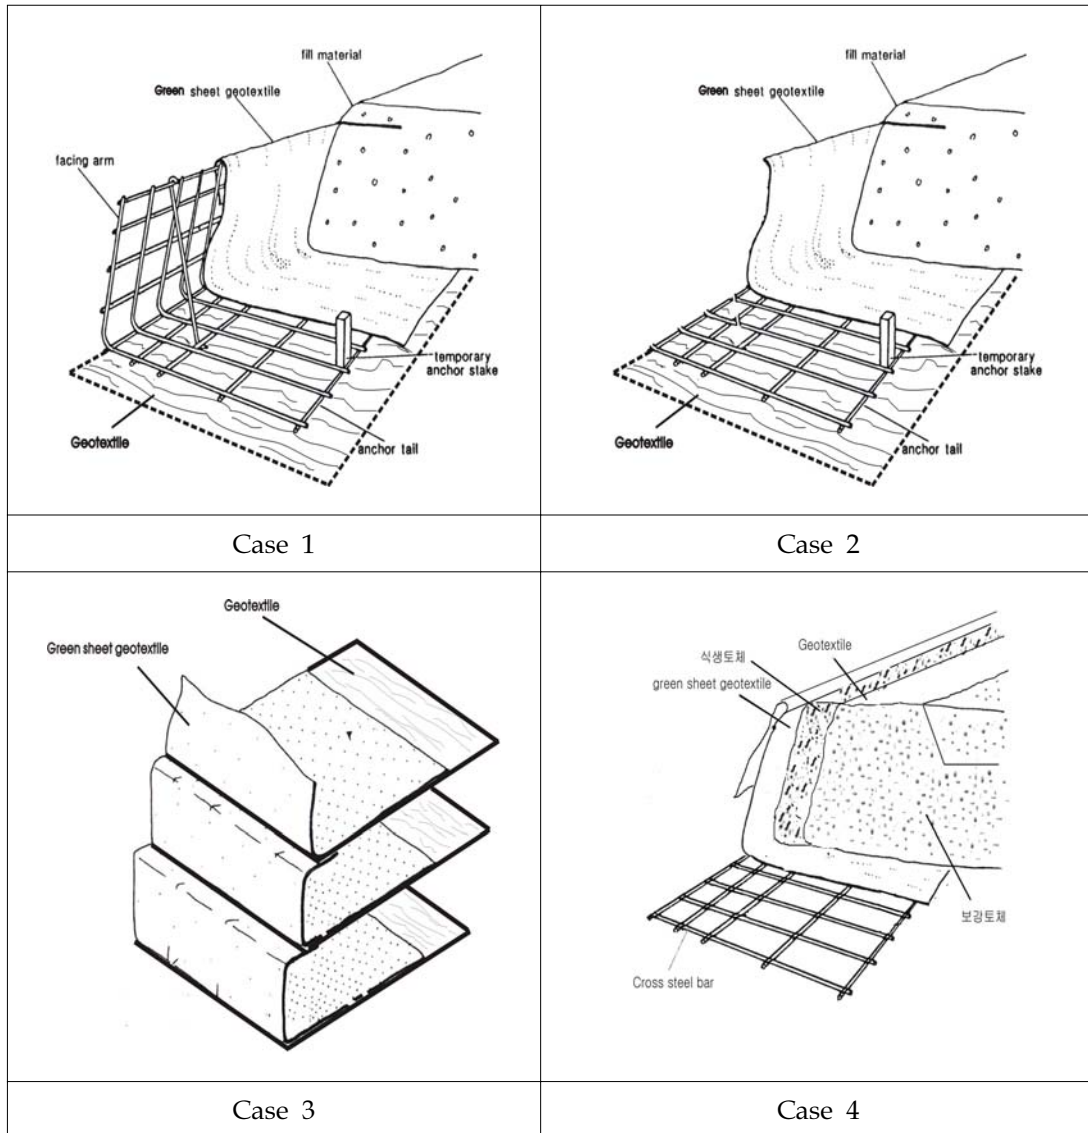 fill material
Green sheet geotextile
facing arm
temporary
anchor stake
Geotextile
anchor tail
Case 1
fill material
Green sheet geotextile
temporary
anchor stake
Geotextile
anchor tail
Case 2
Geotextile
Green sheet geotextile
Case 3
식생토체
Geotextile
green sheet geotextile
보강토체
Cross steel bar
Case 4